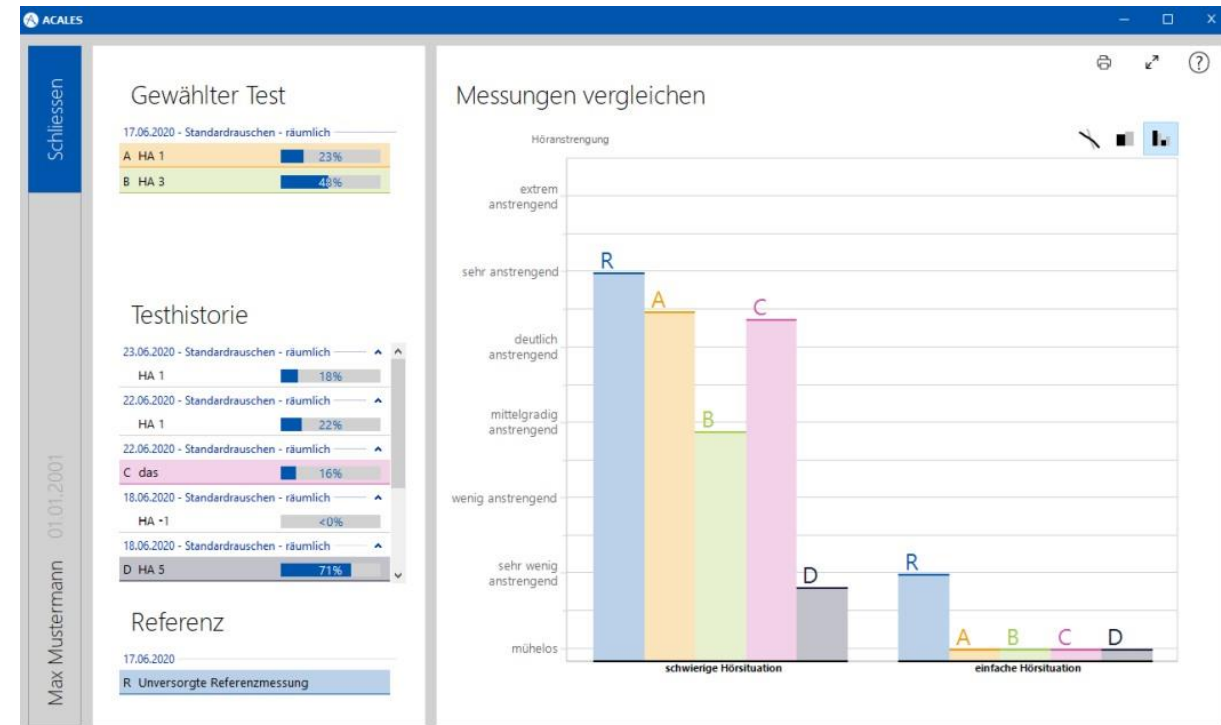 ACALES
Schliessen
Max Mustermann 01.01.2001
Gewählter Test
17.06.2020 - Standardrauschen - räumlich
A HA 1 23%
B HA 3 48%
Testhistorie
23.06.2020 - Standardrauschen - räumlich
HA 1 18%
22.06.2020 - Standardrauschen - räumlich
HA 1 22%
22.06.2020 - Standardrauschen - räumlich
C das 16%
18.06.2020 - Standardrauschen - räumlich
HA -1 <0%
18.06.2020 - Standardrauschen - räumlich
D HA 5 71%
Referenz
17.06.2020
R Unversorgte Referenzmessung
?
Messungen vergleichen
Höranstrengung
extrem
anstrengend
sehr anstrengend
deutlich
anstrengend
mittelgradig
anstrengend
wenig anstrengend
sehr wenig
anstrengend
mühelos
R A B C D
R A B C D
schwierige Hörsituation
einfache Hörsituation